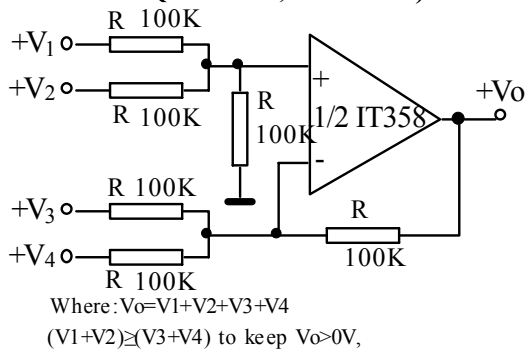 R 100K
+V1
+V2
R 100K
+
R
100K
1/2 IT358
+Vo
-
R 100K
+V3
+V4
R 100K
R
100K
Where:Vo=V1+V2+V3+V4
(V1+V2)≥(V3+V4) to keep Vo>0V,